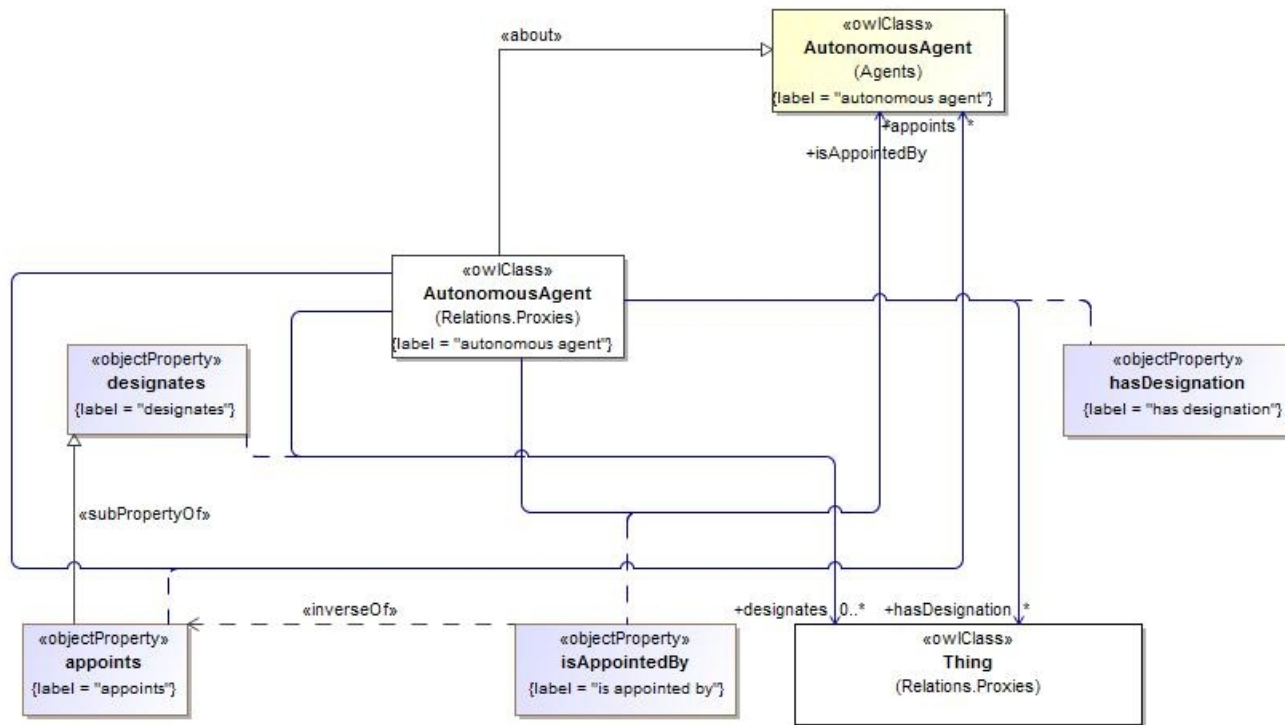 «owlClass»
AutonomousAgent
(Agents)
{label = "autonomous agent"}
«about»
+appoints *
+isAppointedBy
«owlClass»
AutonomousAgent
(Relations.Proxies)
{label = "autonomous agent"}
«objectProperty»
designates
{label = "designates"}
«objectProperty»
hasDesignation
{label = "has designation"}
«subPropertyOf»
«inverseOf»
+designates 0..*
+hasDesignation *
«objectProperty»
appoints
{label = "appoints"}
«objectProperty»
isAppointedBy
{label = "is appointed by"}
«owlClass»
Thing
(Relations.Proxies)